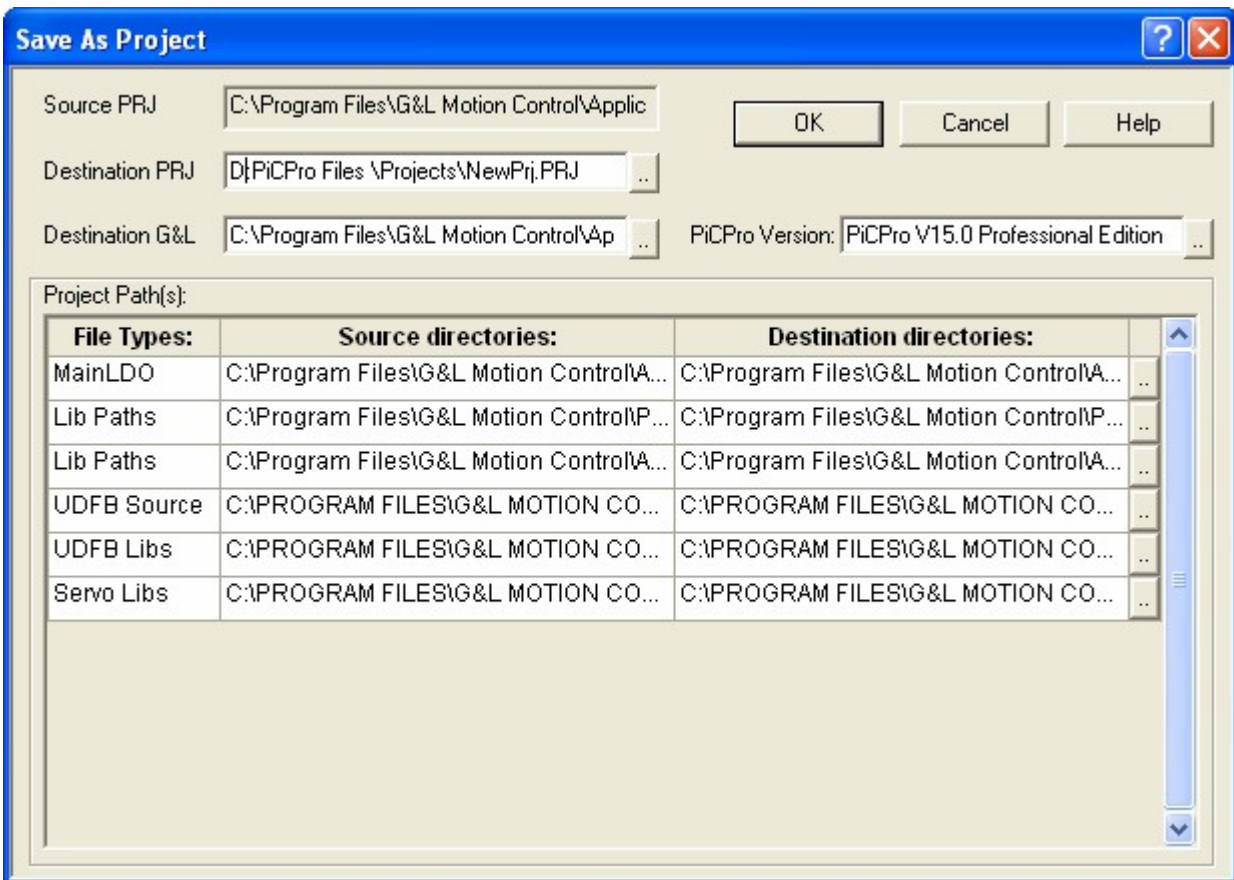 Save As Project
Source PRJ C:\Program Files\G&L Motion Control\Applic
OK Cancel Help
Destination PRJ D:PiCPro Files \Projects\NewPrj.PRJ ..
Destination G&L C:\Program Files\G&L Motion Control\Ap .. PiCPro Version: PiCPro V15.0 Professional Edition ..
Project Path(s):
File Types: Source directories: Destination directories:
MainLDO C:\Program Files\G&L Motion Control\A... C:\Program Files\G&L Motion Control\A... ..
Lib Paths C:\Program Files\G&L Motion Control\P... C:\Program Files\G&L Motion Control\P... ..
Lib Paths C:\Program Files\G&L Motion Control\A... C:\Program Files\G&L Motion Control\A... ..
UDFB Source C:\PROGRAM FILES\G&L MOTION CO... C:\PROGRAM FILES\G&L MOTION CO... ..
UDFB Libs C:\PROGRAM FILES\G&L MOTION CO... C:\PROGRAM FILES\G&L MOTION CO... ..
Servo Libs C:\PROGRAM FILES\G&L MOTION CO... C:\PROGRAM FILES\G&L MOTION CO... ..